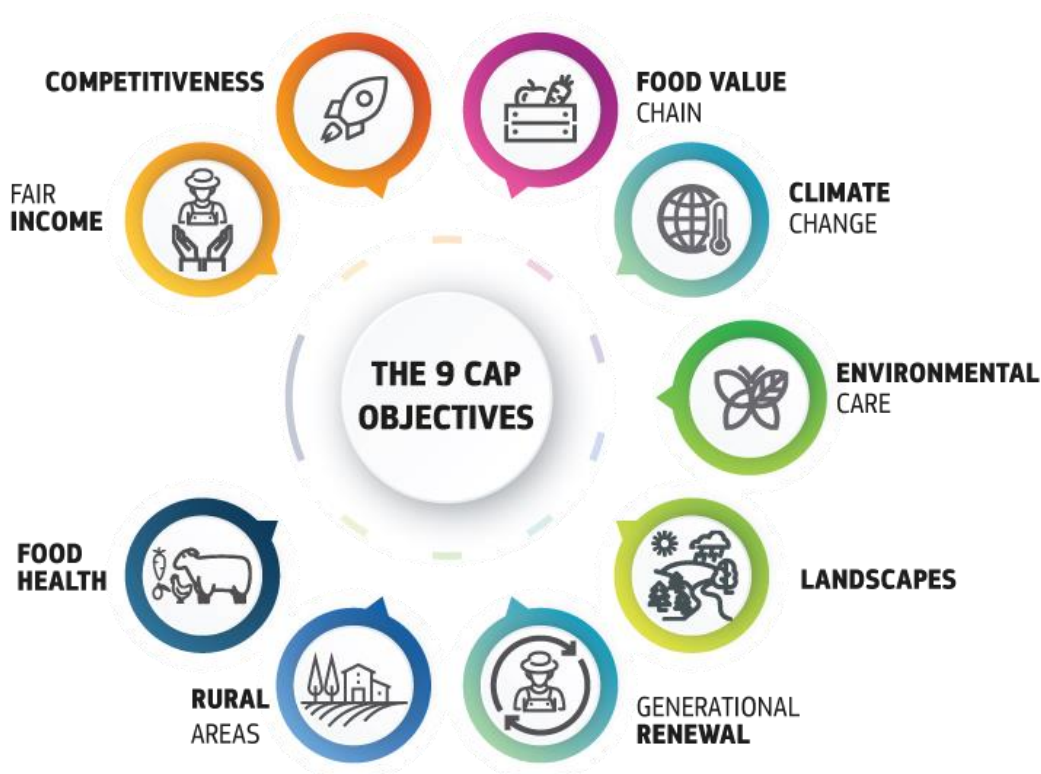 COMPETITIVENESS
FOOD VALUE
CHAIN
FAIR
INCOME
CLIMATE
CHANGE
THE 9 CAP
OBJECTIVES
ENVIRONMENTAL
CARE
FOOD
HEALTH
LANDSCAPES
RURAL
AREAS
GENERATIONAL
RENEWAL